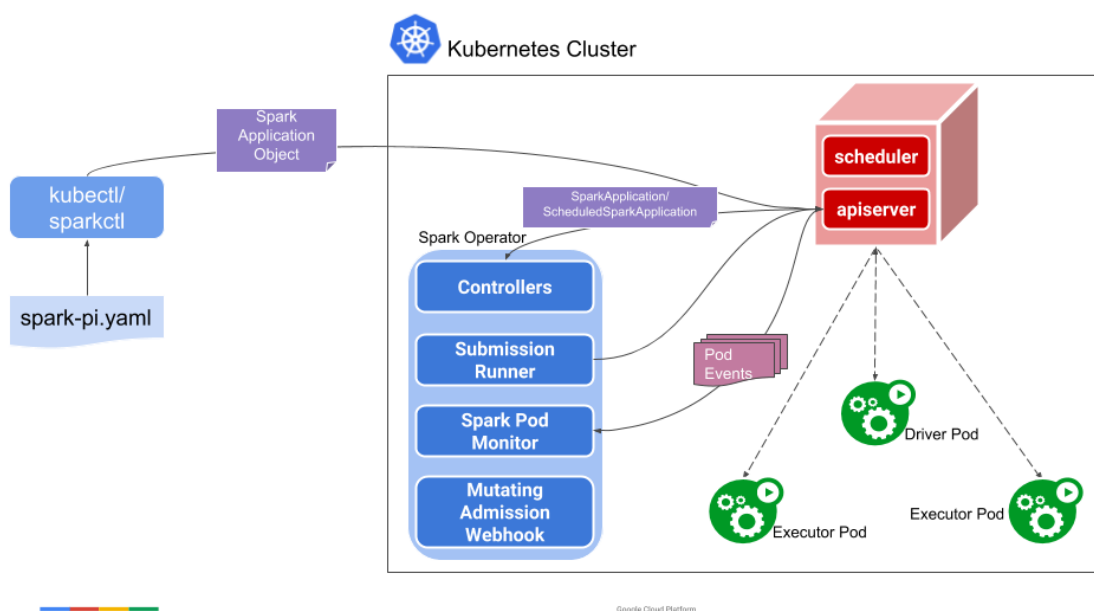 Kubernetes Cluster
Spark
Application
Object
kubectl/
sparkctl
spark-pi.yaml
SparkApplication/
ScheduledSparkApplication
Spark Operator
Controllers
Submission
Runner
Spark Pod
Monitor
Mutating
Admission
Webhook
Pod
Events
scheduler
apiserver
Driver Pod
Executor Pod
Executor Pod
Google Cloud Platform